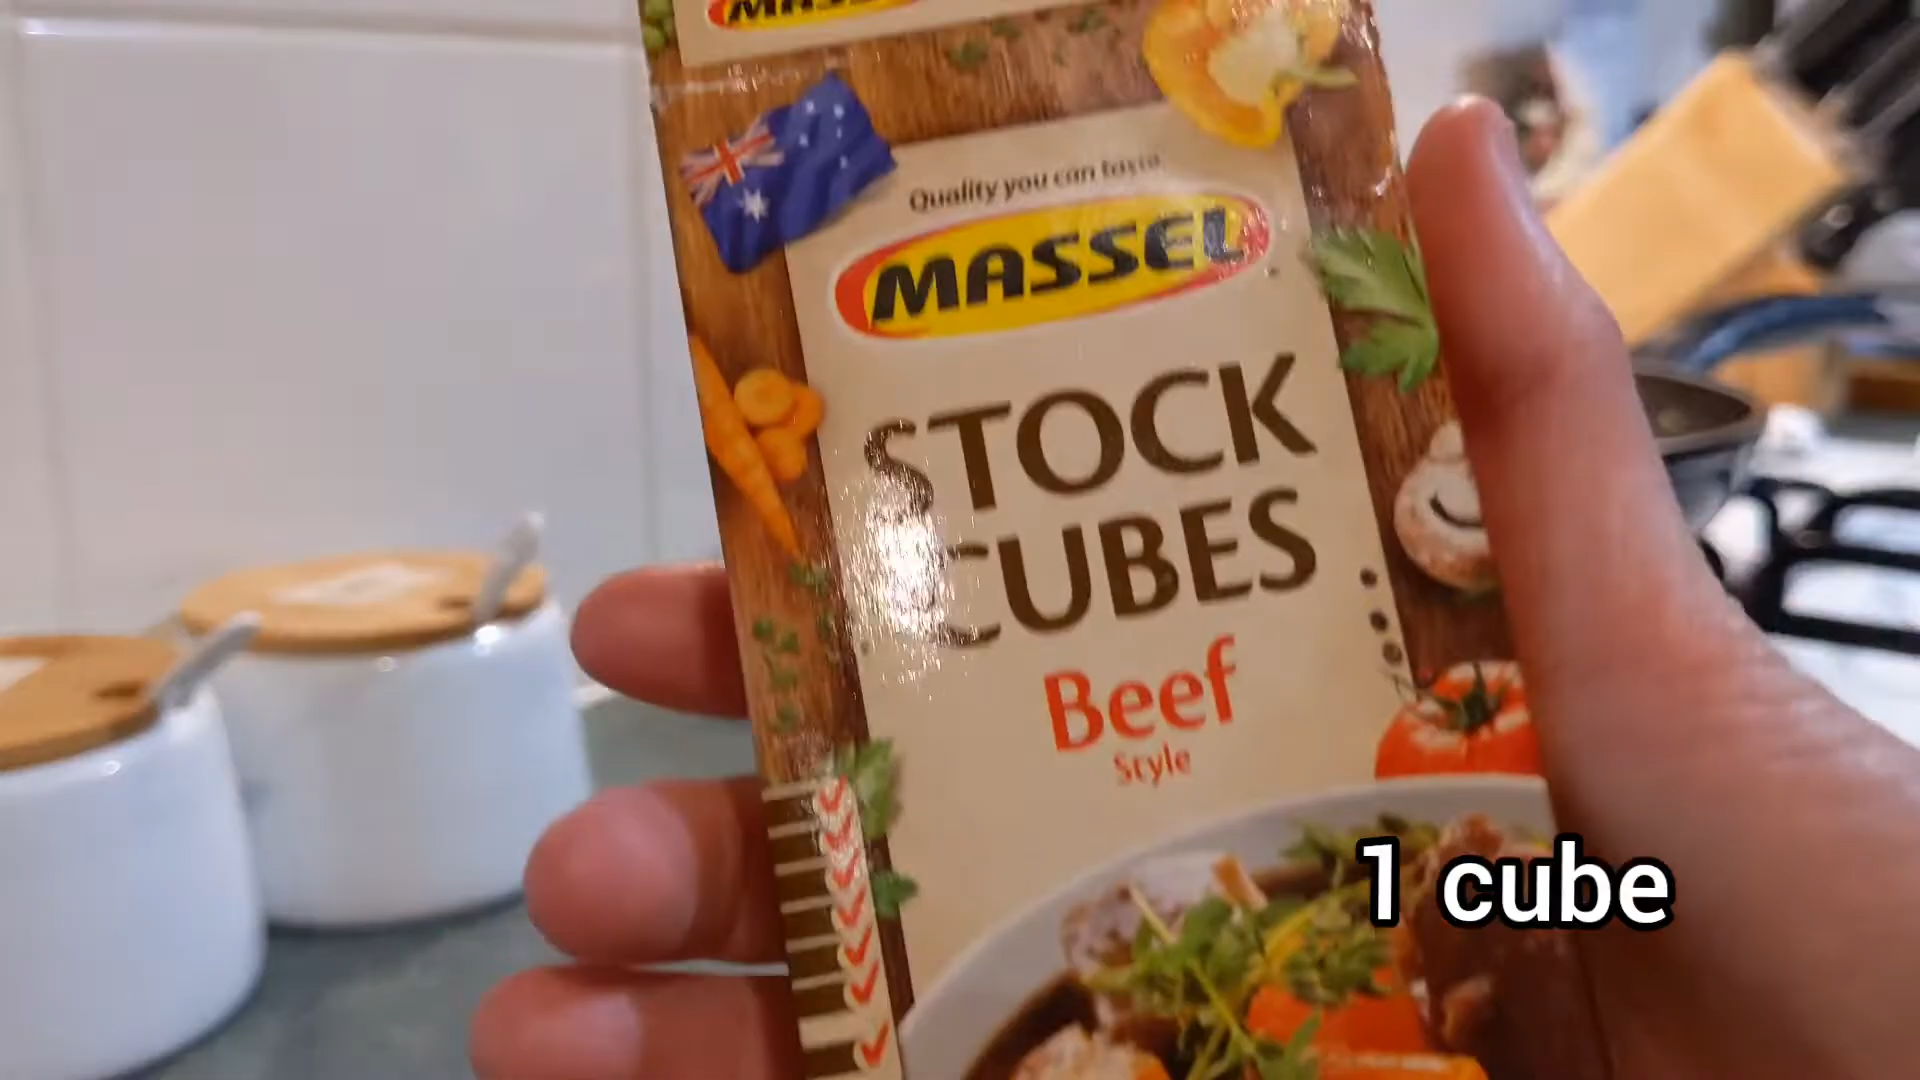 MASSEL
Quality you can taste
MASSEL
STOCK
CUBES
Beef
Style
1 cube